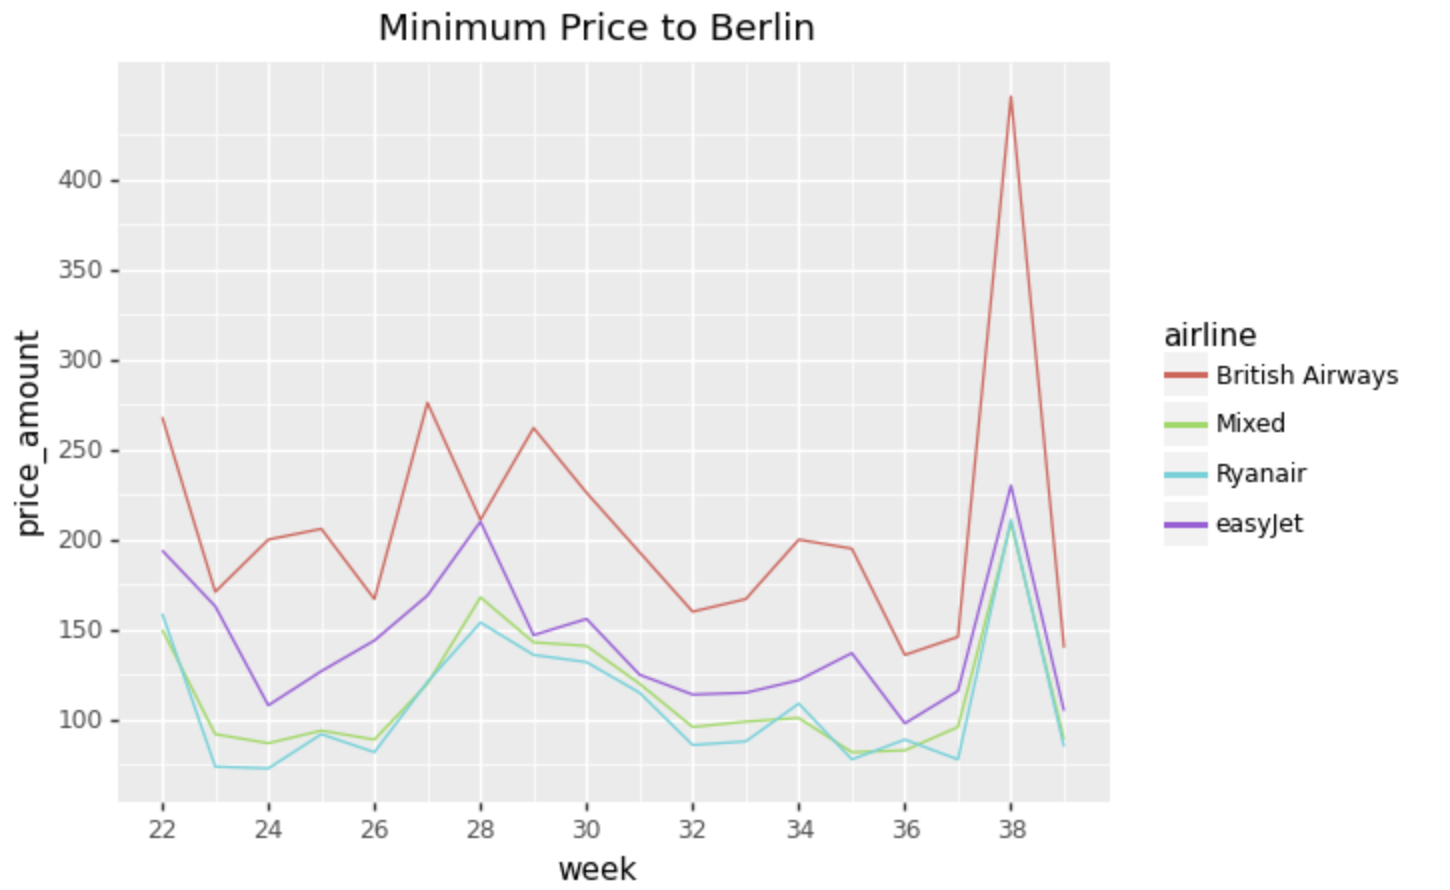 Minimum Price to Berlin
price_amount
400
350
300
250
200
150
100
22 24 26 28 30 32 34 36 38
week
airline
British Airways
Mixed
Ryanair
easyJet